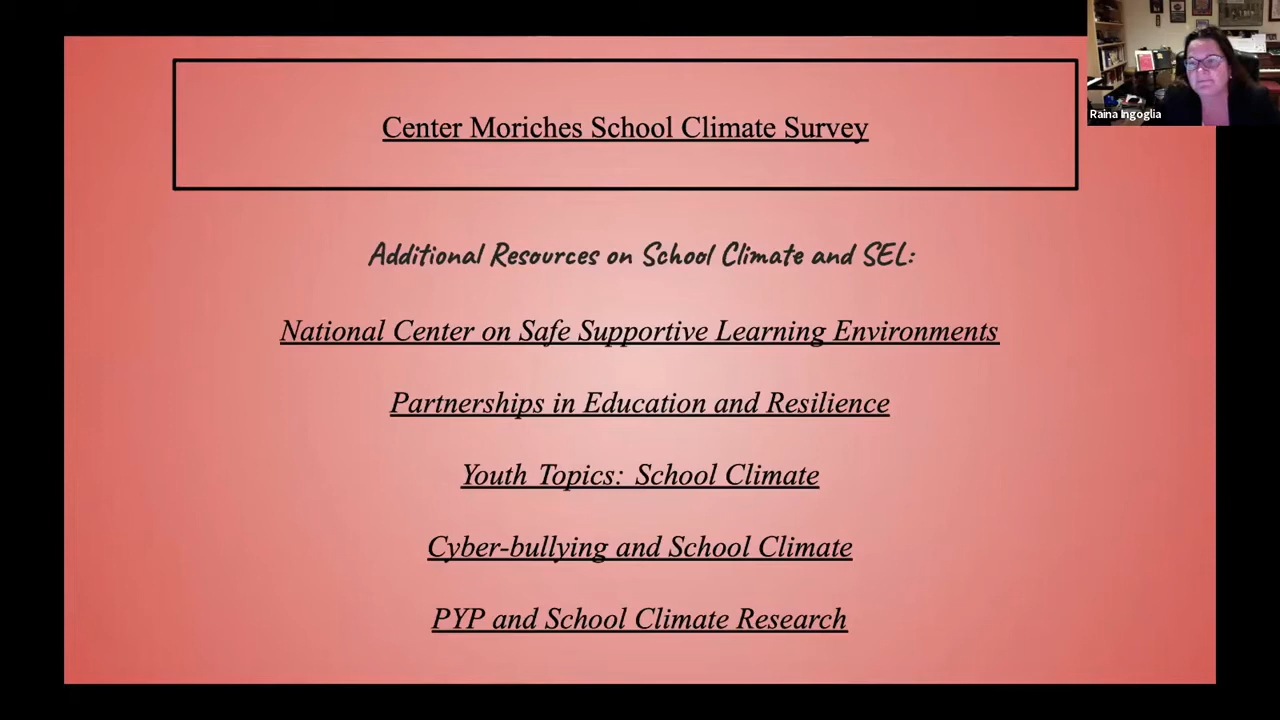 Center Moriches School Climate Survey
Raina Ingoglia
Additional Resources on School Climate and SEL:
National Center on Safe Supportive Learning Environments
Partnerships in Education and Resilience
Youth Topics: School Climate
Cyber-bullying and School Climate
PYP and School Climate Research